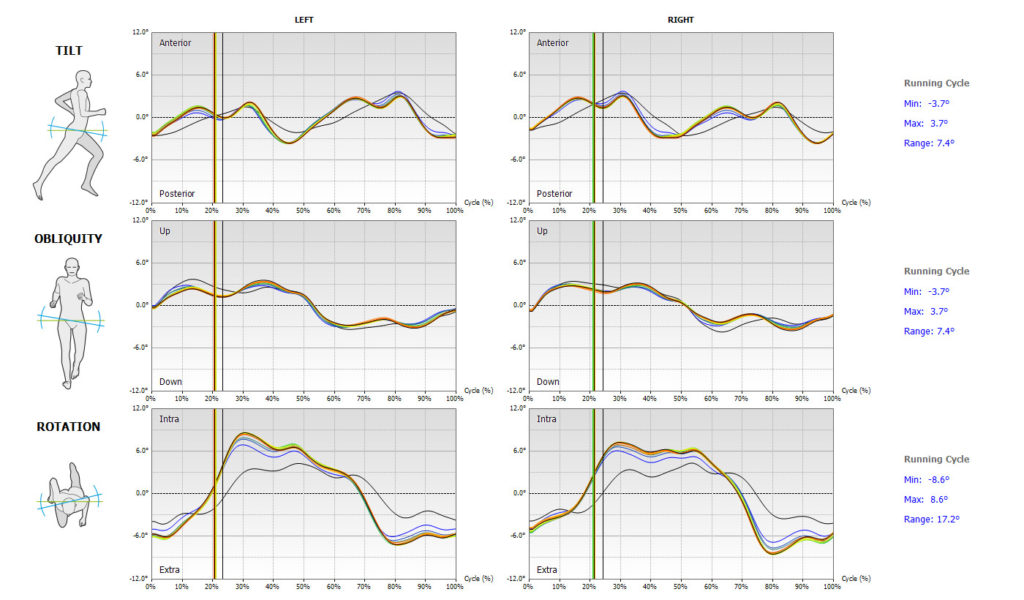 LEFT
RIGHT
TILT
12.0°
6.0°
0.0°
-6.0°
-12.0°
Anterior
Posterior
0% 10% 20% 30% 40% 50% 60% 70% 80% 90% 100%
Cycle (%)
12.0°
6.0°
0.0°
-6.0°
-12.0°
Anterior
Posterior
0% 10% 20% 30% 40% 50% 60% 70% 80% 90% 100%
Cycle (%)
Running Cycle
Min: -3.7º
Max: 3.7º
Range: 7.4º
OBLIQUITY
12.0°
6.0°
0.0°
-6.0°
-12.0°
Up
Down
0% 10% 20% 30% 40% 50% 60% 70% 80% 90% 100%
Cycle (%)
12.0°
6.0°
0.0°
-6.0°
-12.0°
Up
Down
0% 10% 20% 30% 40% 50% 60% 70% 80% 90% 100%
Cycle (%)
Running Cycle
Min: -3.7º
Max: 3.7º
Range: 7.4º
ROTATION
12.0°
6.0°
0.0°
-6.0°
-12.0°
Intra
Extra
0% 10% 20% 30% 40% 50% 60% 70% 80% 90% 100%
Cycle (%)
12.0°
6.0°
0.0°
-6.0°
-12.0°
Intra
Extra
0% 10% 20% 30% 40% 50% 60% 70% 80% 90% 100%
Cycle (%)
Running Cycle
Min: -8.6º
Max: 8.6º
Range: 17.2º